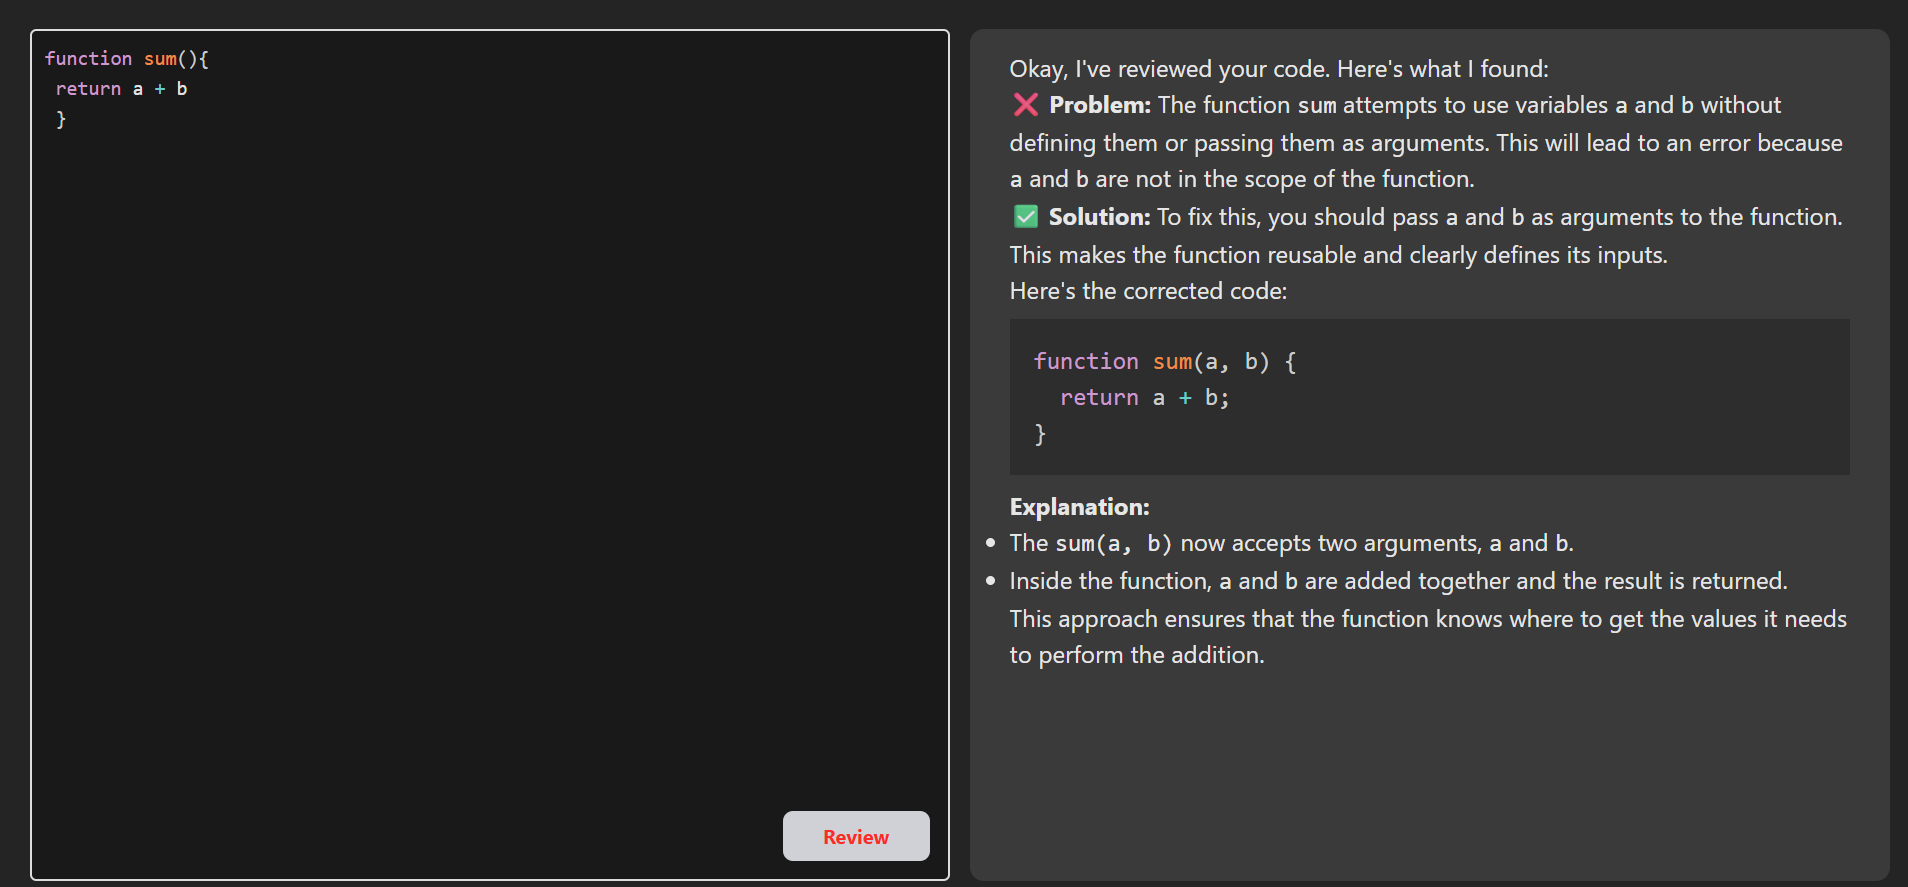 function sum(){
 return a + b
 }
Review
Okay, I've reviewed your code. Here's what I found:
❌ Problem: The function sum attempts to use variables a and b without
defining them or passing them as arguments. This will lead to an error because
a and b are not in the scope of the function.
✅ Solution: To fix this, you should pass a and b as arguments to the function.
This makes the function reusable and clearly defines its inputs.
Here's the corrected code:
function sum(a, b) {
  return a + b;
}
Explanation:
• The sum(a, b) now accepts two arguments, a and b.
• Inside the function, a and b are added together and the result is returned.
This approach ensures that the function knows where to get the values it needs
to perform the addition.